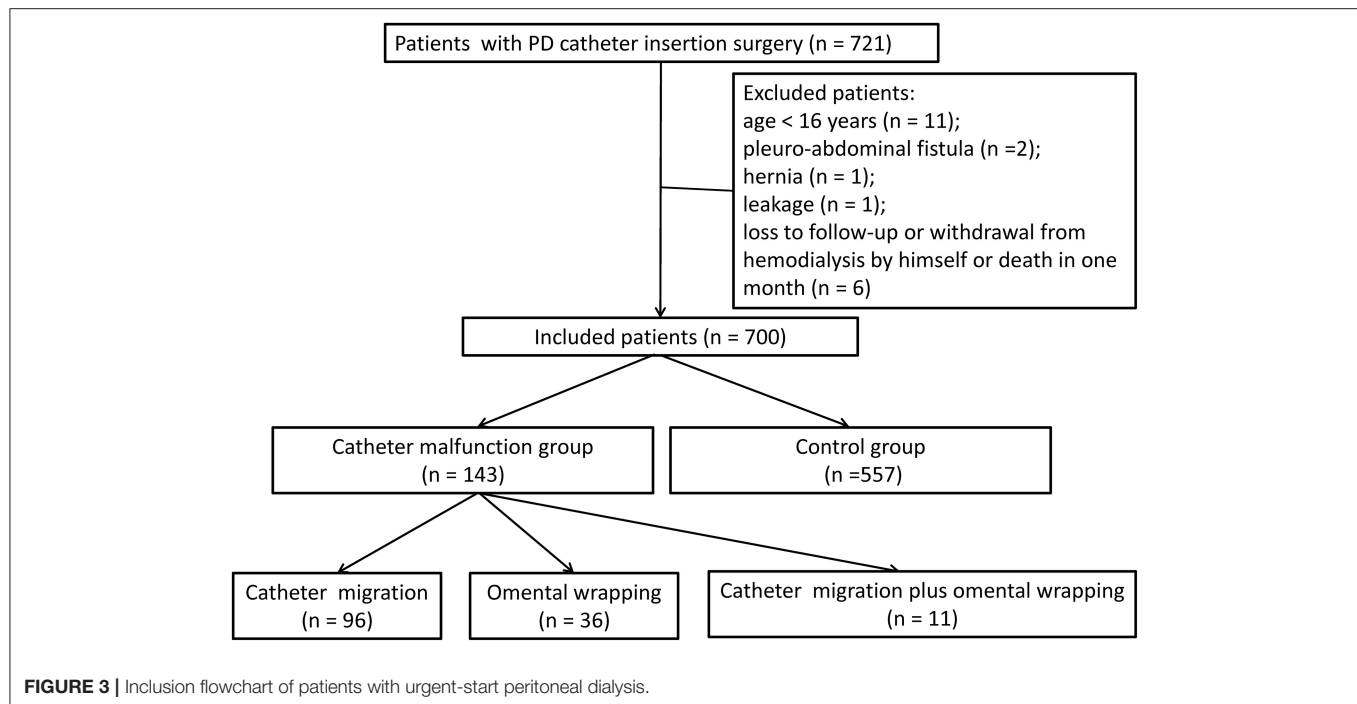 Patients with PD catheter insertion surgery (n = 721)
Excluded patients:
age < 16 years (n = 11);
pleuro-abdominal fistula (n =2);
hernia (n = 1);
leakage (n = 1);
loss to follow-up or withdrawal from
hemodialysis by himself or death in one
month (n = 6)
Included patients (n = 700)
Catheter malfunction group
(n = 143)
Control group
(n =557)
Catheter migration
(n = 96)
Omental wrapping
(n = 36)
Catheter migration plus omental wrapping
(n = 11)
FIGURE 3 | Inclusion flowchart of patients with urgent-start peritoneal dialysis.